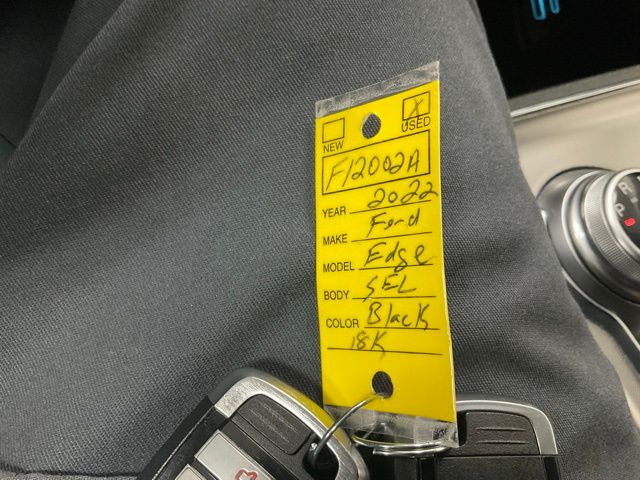 X
NEW USED
F12002A
YEAR 2022
MAKE Ford
MODEL Edge
BODY SEL
COLOR Black
18K
P